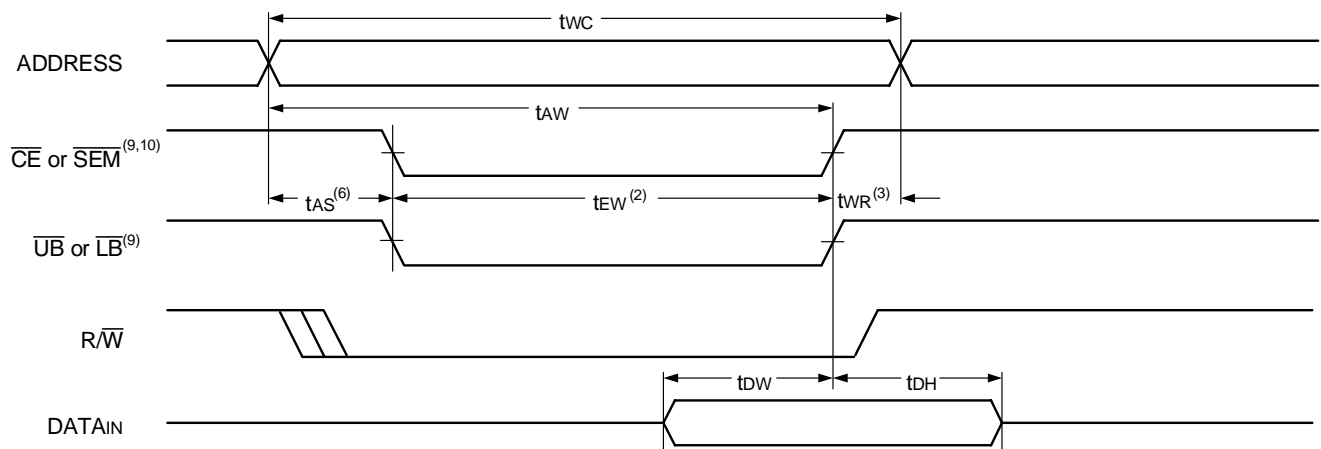 tWC
ADDRESS
tAW
CE or SEM(9,10)
tAS(6) tEW(2) tWR(3)
UB or LB(9)
R/W
tDW tDH
DATAIN